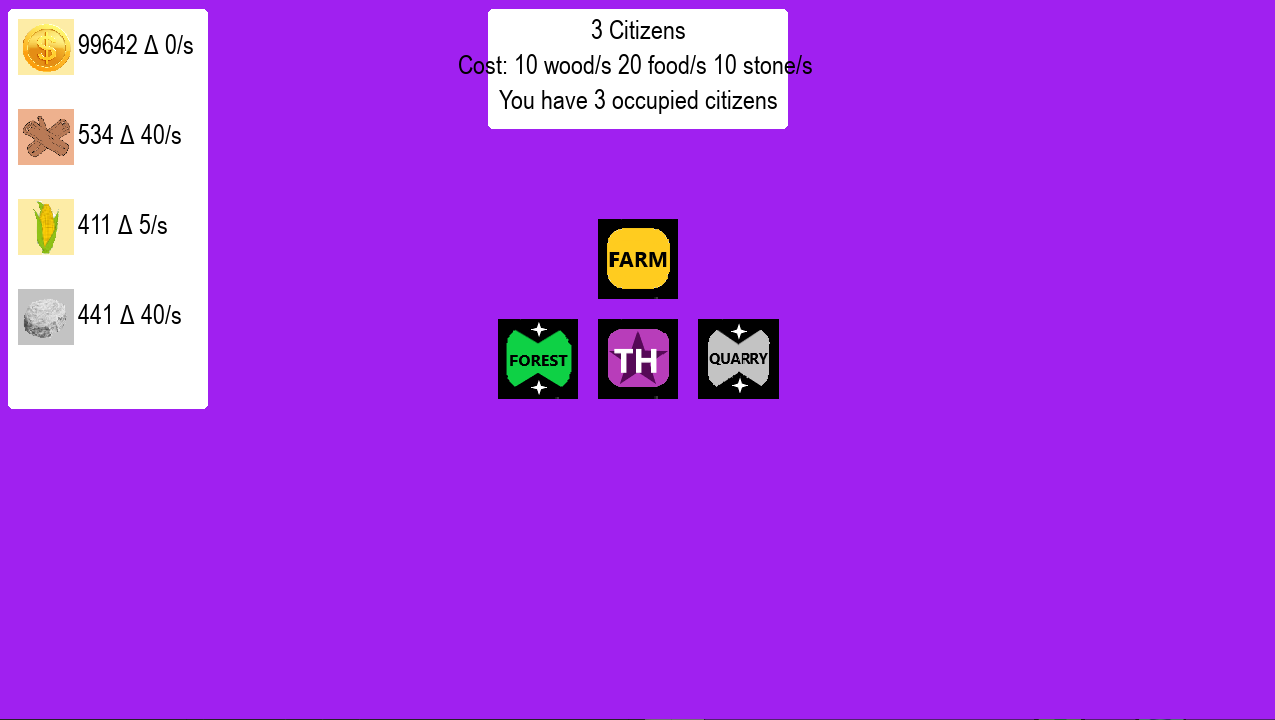 99642 Δ 0/s
534 Δ 40/s
411 Δ 5/s
441 Δ 40/s
3 Citizens
Cost: 10 wood/s 20 food/s 10 stone/s
You have 3 occupied citizens
FARM
FOREST
TH
QUARRY